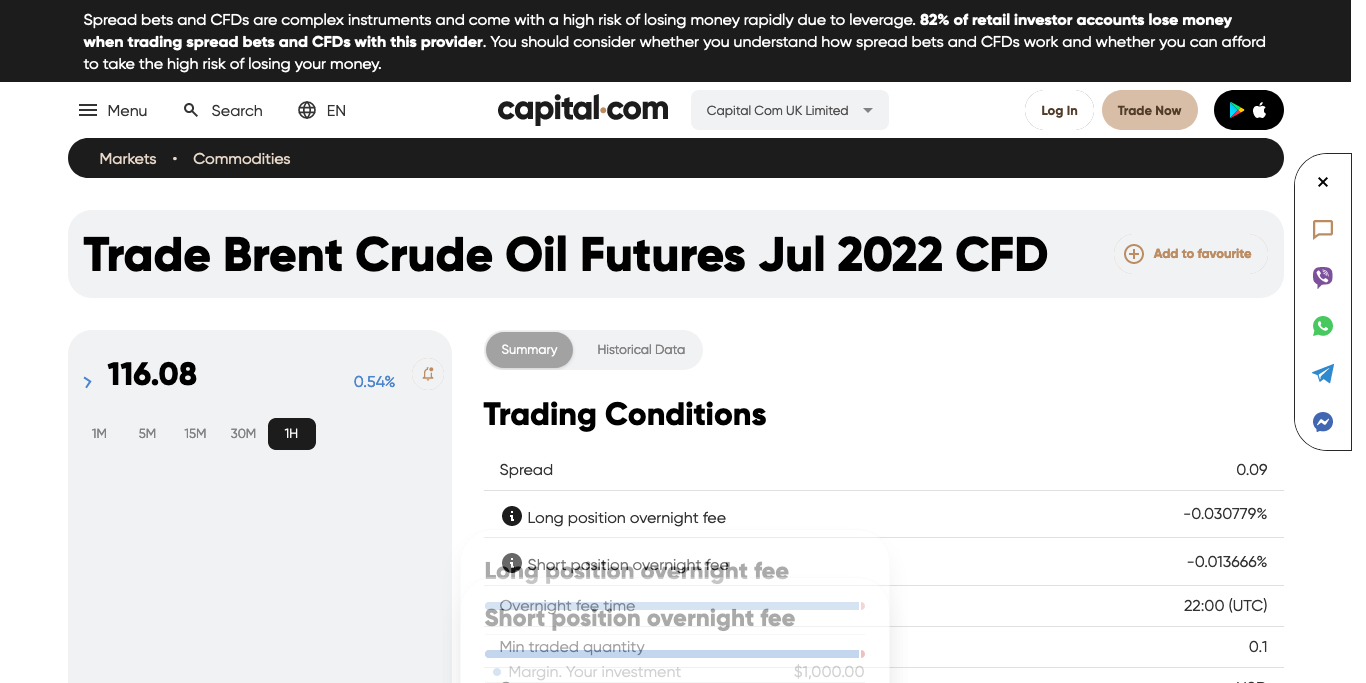 Spread bets and CFDs are complex instruments and come with a high risk of losing money rapidly due to leverage. 82% of retail investor accounts lose money
when trading spread bets and CFDs with this provider. You should consider whether you understand how spread bets and CFDs work and whether you can afford
to take the high risk of losing your money.
Menu Search EN capital.com Capital Com UK Limited Log In Trade Now
Markets • Commodities
Trade Brent Crude Oil Futures Jul 2022 CFD Add to favourite
116.08 0.54%
1M 5M 15M 30M 1H
Summary Historical Data
Trading Conditions
Spread 0.09
Long position overnight fee -0.030779%
Short position overnight fee -0.013666%
Long position overnight fee
Overnight fee time 22:00 (UTC)
Short position overnight fee
Min traded quantity 0.1
Margin. Your investment $1,000.00